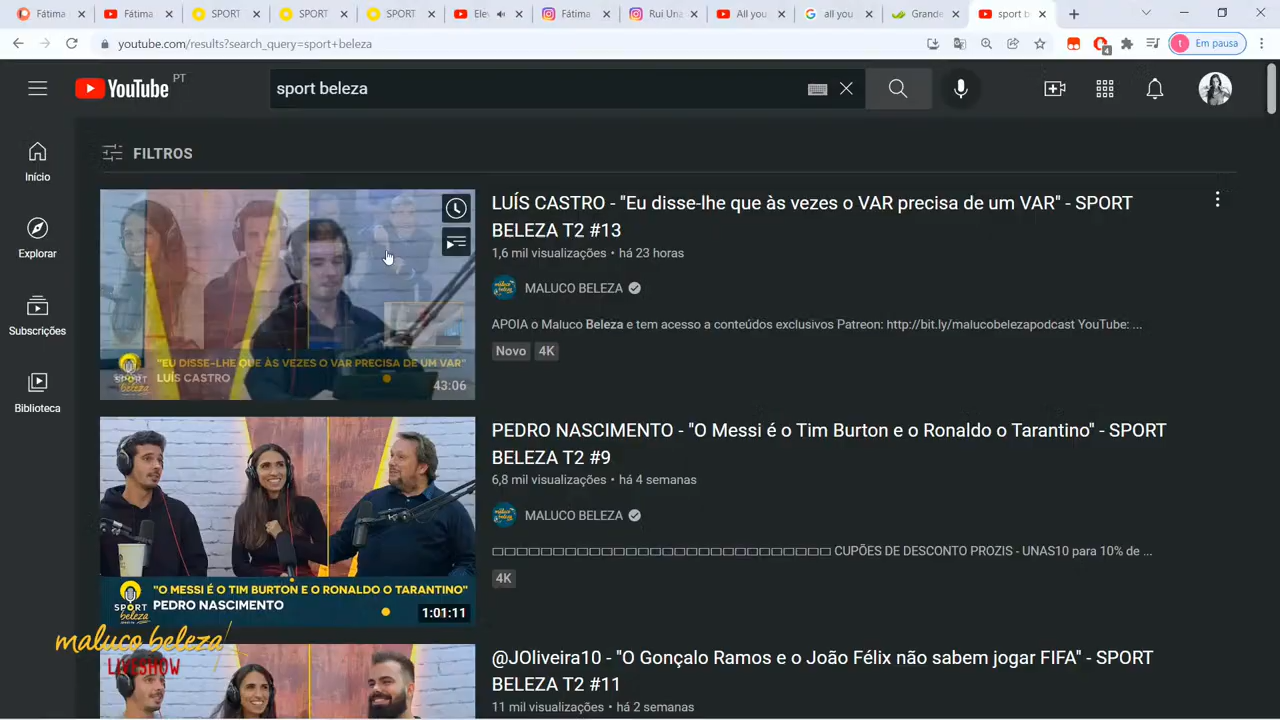 Fátima
Fátima
SPORT
SPORT
SPORT
Ele
Fátima
Rui Una
All you
all you
Grande
sport b
youtube.com/results?search_query=sport+beleza
4
t
Em pausa
YouTube PT
sport beleza
Início
Explorar
Subscrições
Biblioteca
FILTROS
"EU DISSE-LHE QUE ÀS VEZES O VAR PRECISA DE UM VAR"
LUÍS CASTRO
SPORT
beleza
43:06
LUÍS CASTRO - "Eu disse-lhe que às vezes o VAR precisa de um VAR" - SPORT
BELEZA T2 #13
1,6 mil visualizações • há 23 horas
MALUCO BELEZA
APOIA o Maluco Beleza e tem acesso a conteúdos exclusivos Patreon: http://bit.ly/malucobelezapodcast YouTube: ...
Novo
4K
"O MESSI É O TIM BURTON E O RONALDO O TARANTINO"
PEDRO NASCIMENTO
SPORT
beleza
1:01:11
PEDRO NASCIMENTO - "O Messi é o Tim Burton e o Ronaldo o Tarantino" - SPORT
BELEZA T2 #9
6,8 mil visualizações • há 4 semanas
MALUCO BELEZA
CUPÕES DE DESCONTO PROZIS - UNAS10 para 10% de ...
4K
maluco beleza
LIVESHOW
@JOliveira10 - "O Gonçalo Ramos e o João Félix não sabem jogar FIFA" - SPORT
BELEZA T2 #11
11 mil visualizações • há 2 semanas